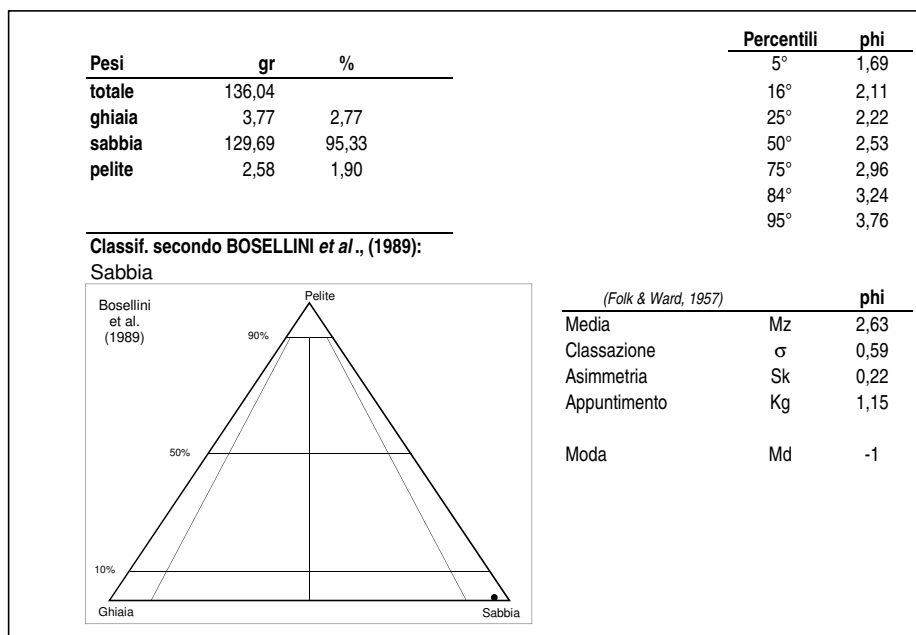 Pesi gr %
totale 136,04
ghiaia 3,77 2,77
sabbia 129,69 95,33
pelite 2,58 1,90
Percentili phi
5° 1,69
16° 2,11
25° 2,22
50° 2,53
75° 2,96
84° 3,24
95° 3,76
Classif. secondo BOSELLINI et al., (1989):
Sabbia
Bosellini
et al.
(1989)
Pelite
90%
50%
10%
Ghiaia Sabbia
(Folk & Ward, 1957) phi
Media Mz 2,63
Classazione σ 0,59
Asimmetria Sk 0,22
Appuntimento Kg 1,15
Moda Md -1